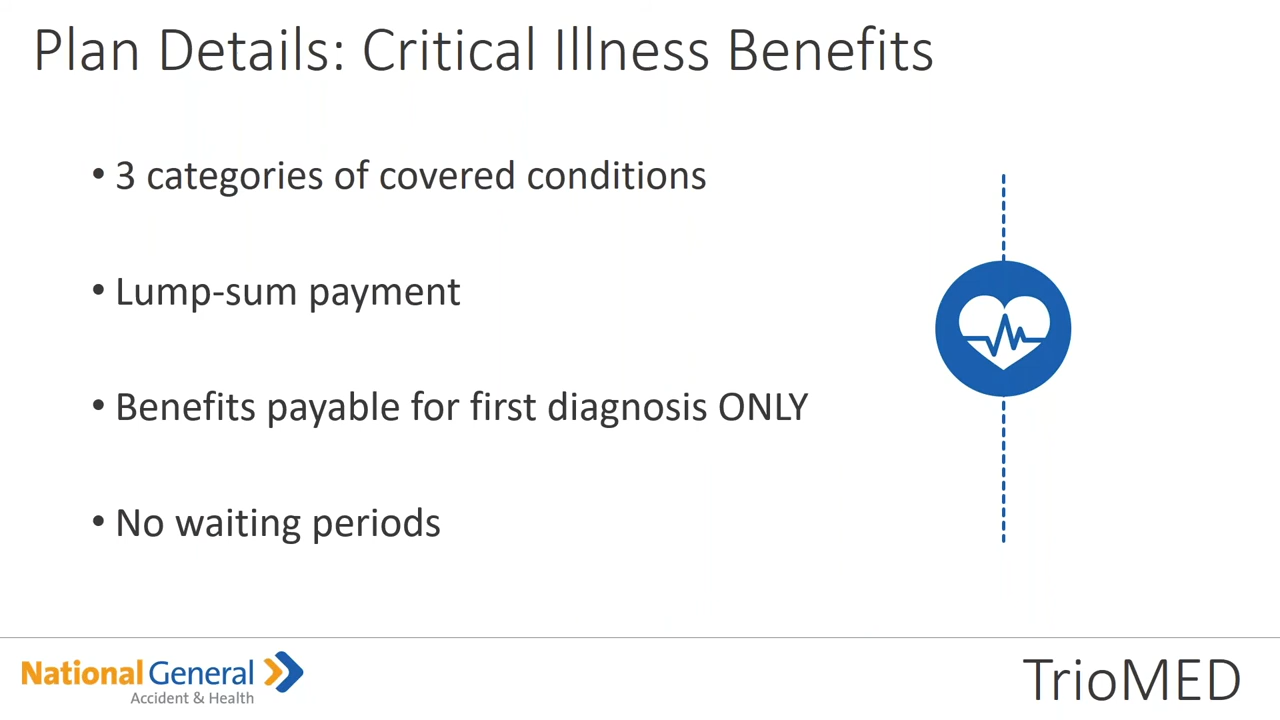 Plan Details: Critical Illness Benefits
• 3 categories of covered conditions
• Lump-sum payment
• Benefits payable for first diagnosis ONLY
• No waiting periods
National General
Accident & Health
TrioMED